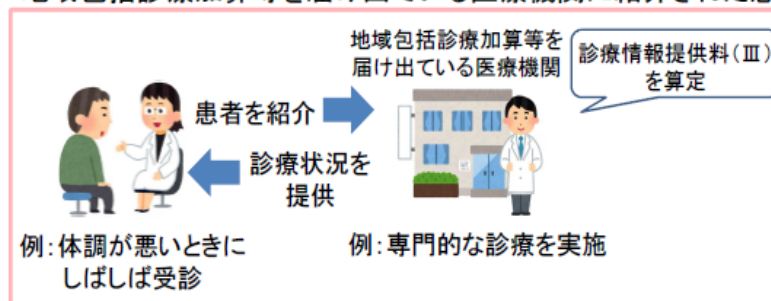 地域包括診療加算等を
届け出ている医療機関
診療情報提供料(Ⅲ)
を算定
患者を紹介
診療状況を
提供
例：体調が悪いときに
しばしば受診
例：専門的な診療を実施